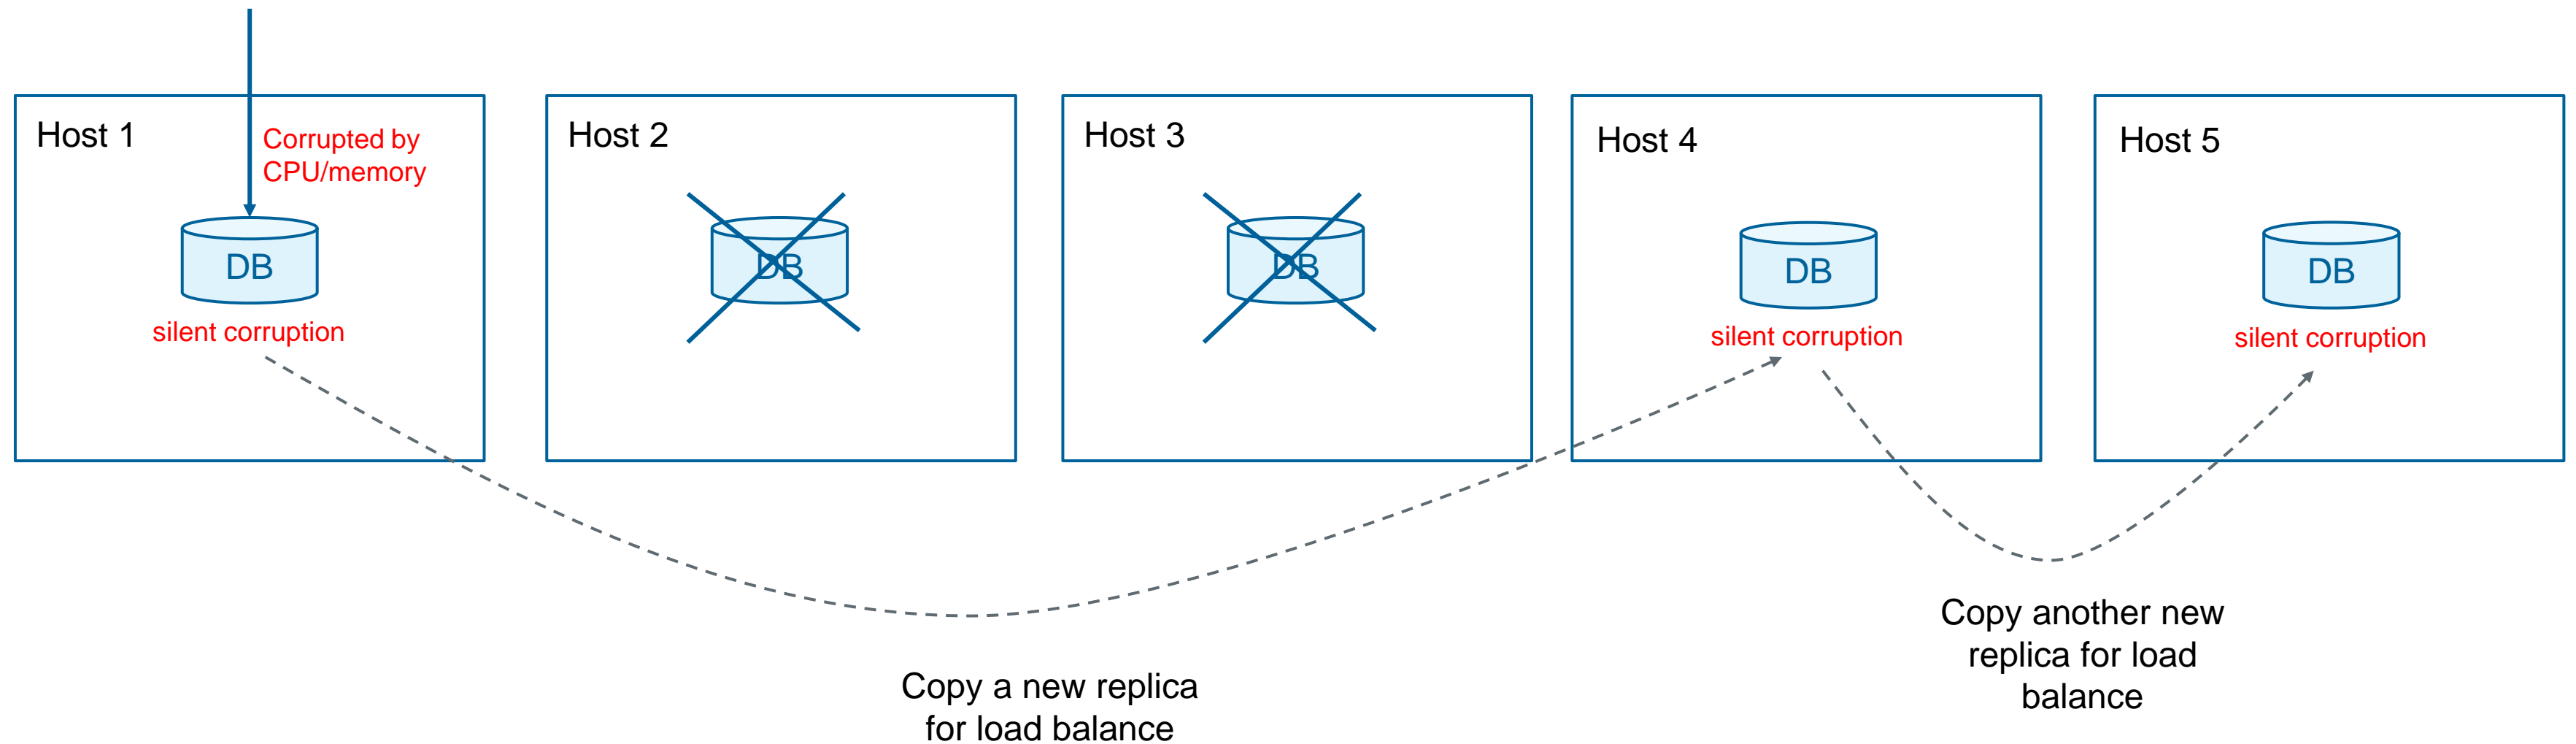 Host 1
Corrupted by
CPU/memory
DB
silent corruption
Host 2
DB
Host 3
DB
Host 4
DB
silent corruption
Host 5
DB
silent corruption
Copy a new replica
for load balance
Copy another new
replica for load
balance